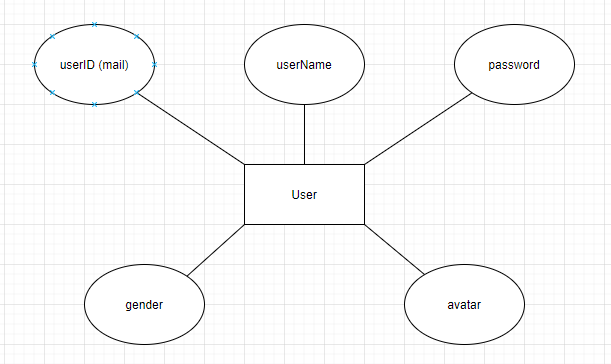 userID (mail)
userName
password
User
gender
avatar